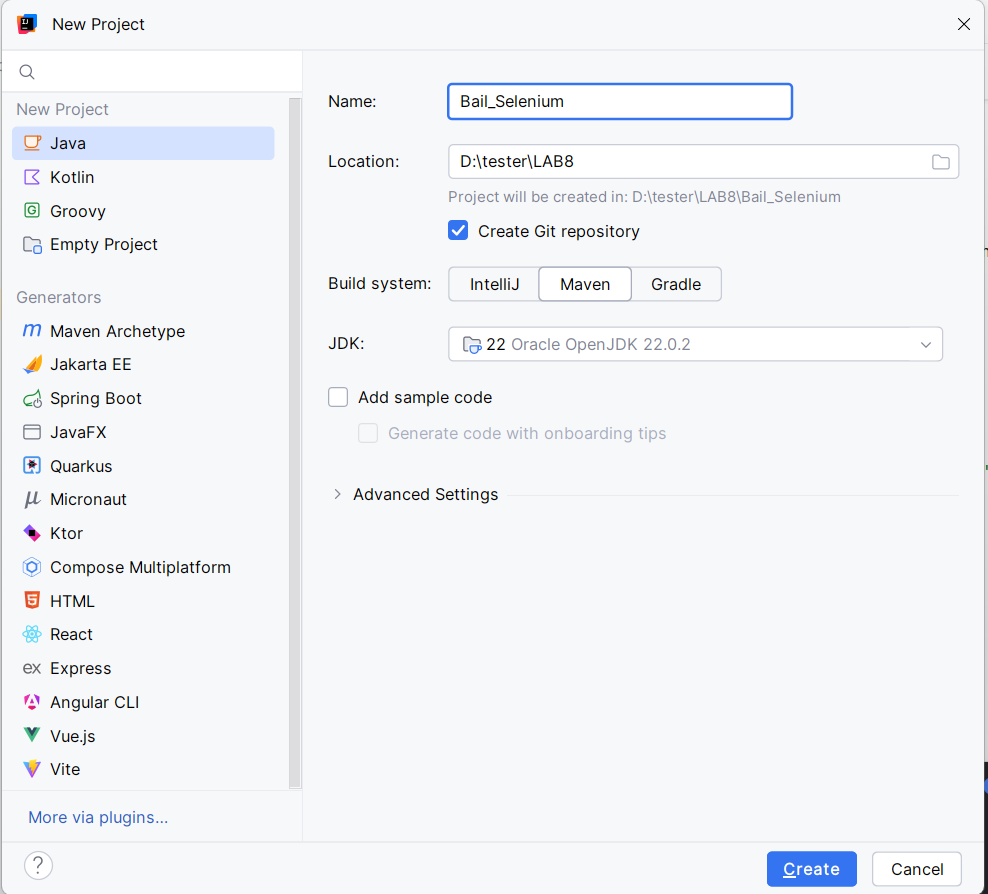 New Project
New Project
Java
Kotlin
Groovy
Empty Project
Generators
Maven Archetype
Jakarta EE
Spring Boot
JavaFX
Quarkus
Micronaut
Ktor
Compose Multiplatform
HTML
React
Express
Angular CLI
Vue.js
Vite
More via plugins...
Name: Bail_Selenium
Location: D:\tester\LAB8
Project will be created in: D:\tester\LAB8\Bail_Selenium
Create Git repository
Build system: IntelliJ Maven Gradle
JDK: 22 Oracle OpenJDK 22.0.2
Add sample code
Generate code with onboarding tips
Advanced Settings
? Create Cancel